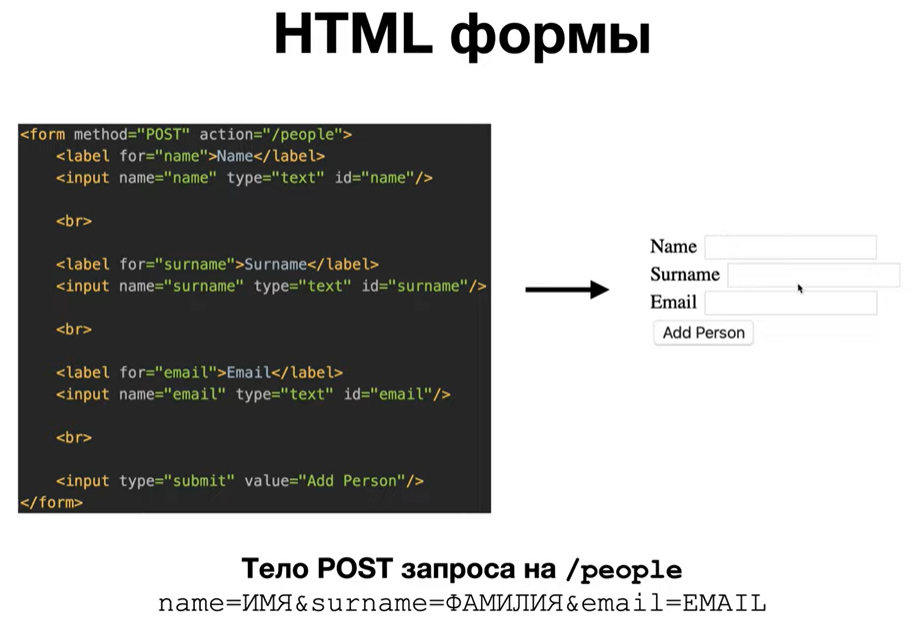 HTML формы
<form method="POST" action="/people">
<label for="name">Name</label>
<input name="name" type="text" id="name"/>
<br>
<label for="surname">Surname</label>
<input name="surname" type="text" id="surname"/>
<br>
<label for="email">Email</label>
<input name="email" type="text" id="email"/>
<br>
<input type="submit" value="Add Person"/>
</form>
Name
Surname
Email
Add Person
Тело POST запроса на /people
name=ИМЯ&surname=ФАМИЛИЯ&email=EMAIL